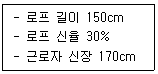 - 로프 길이 150cm
- 로프 신율 30%
- 근로자 신장 170cm